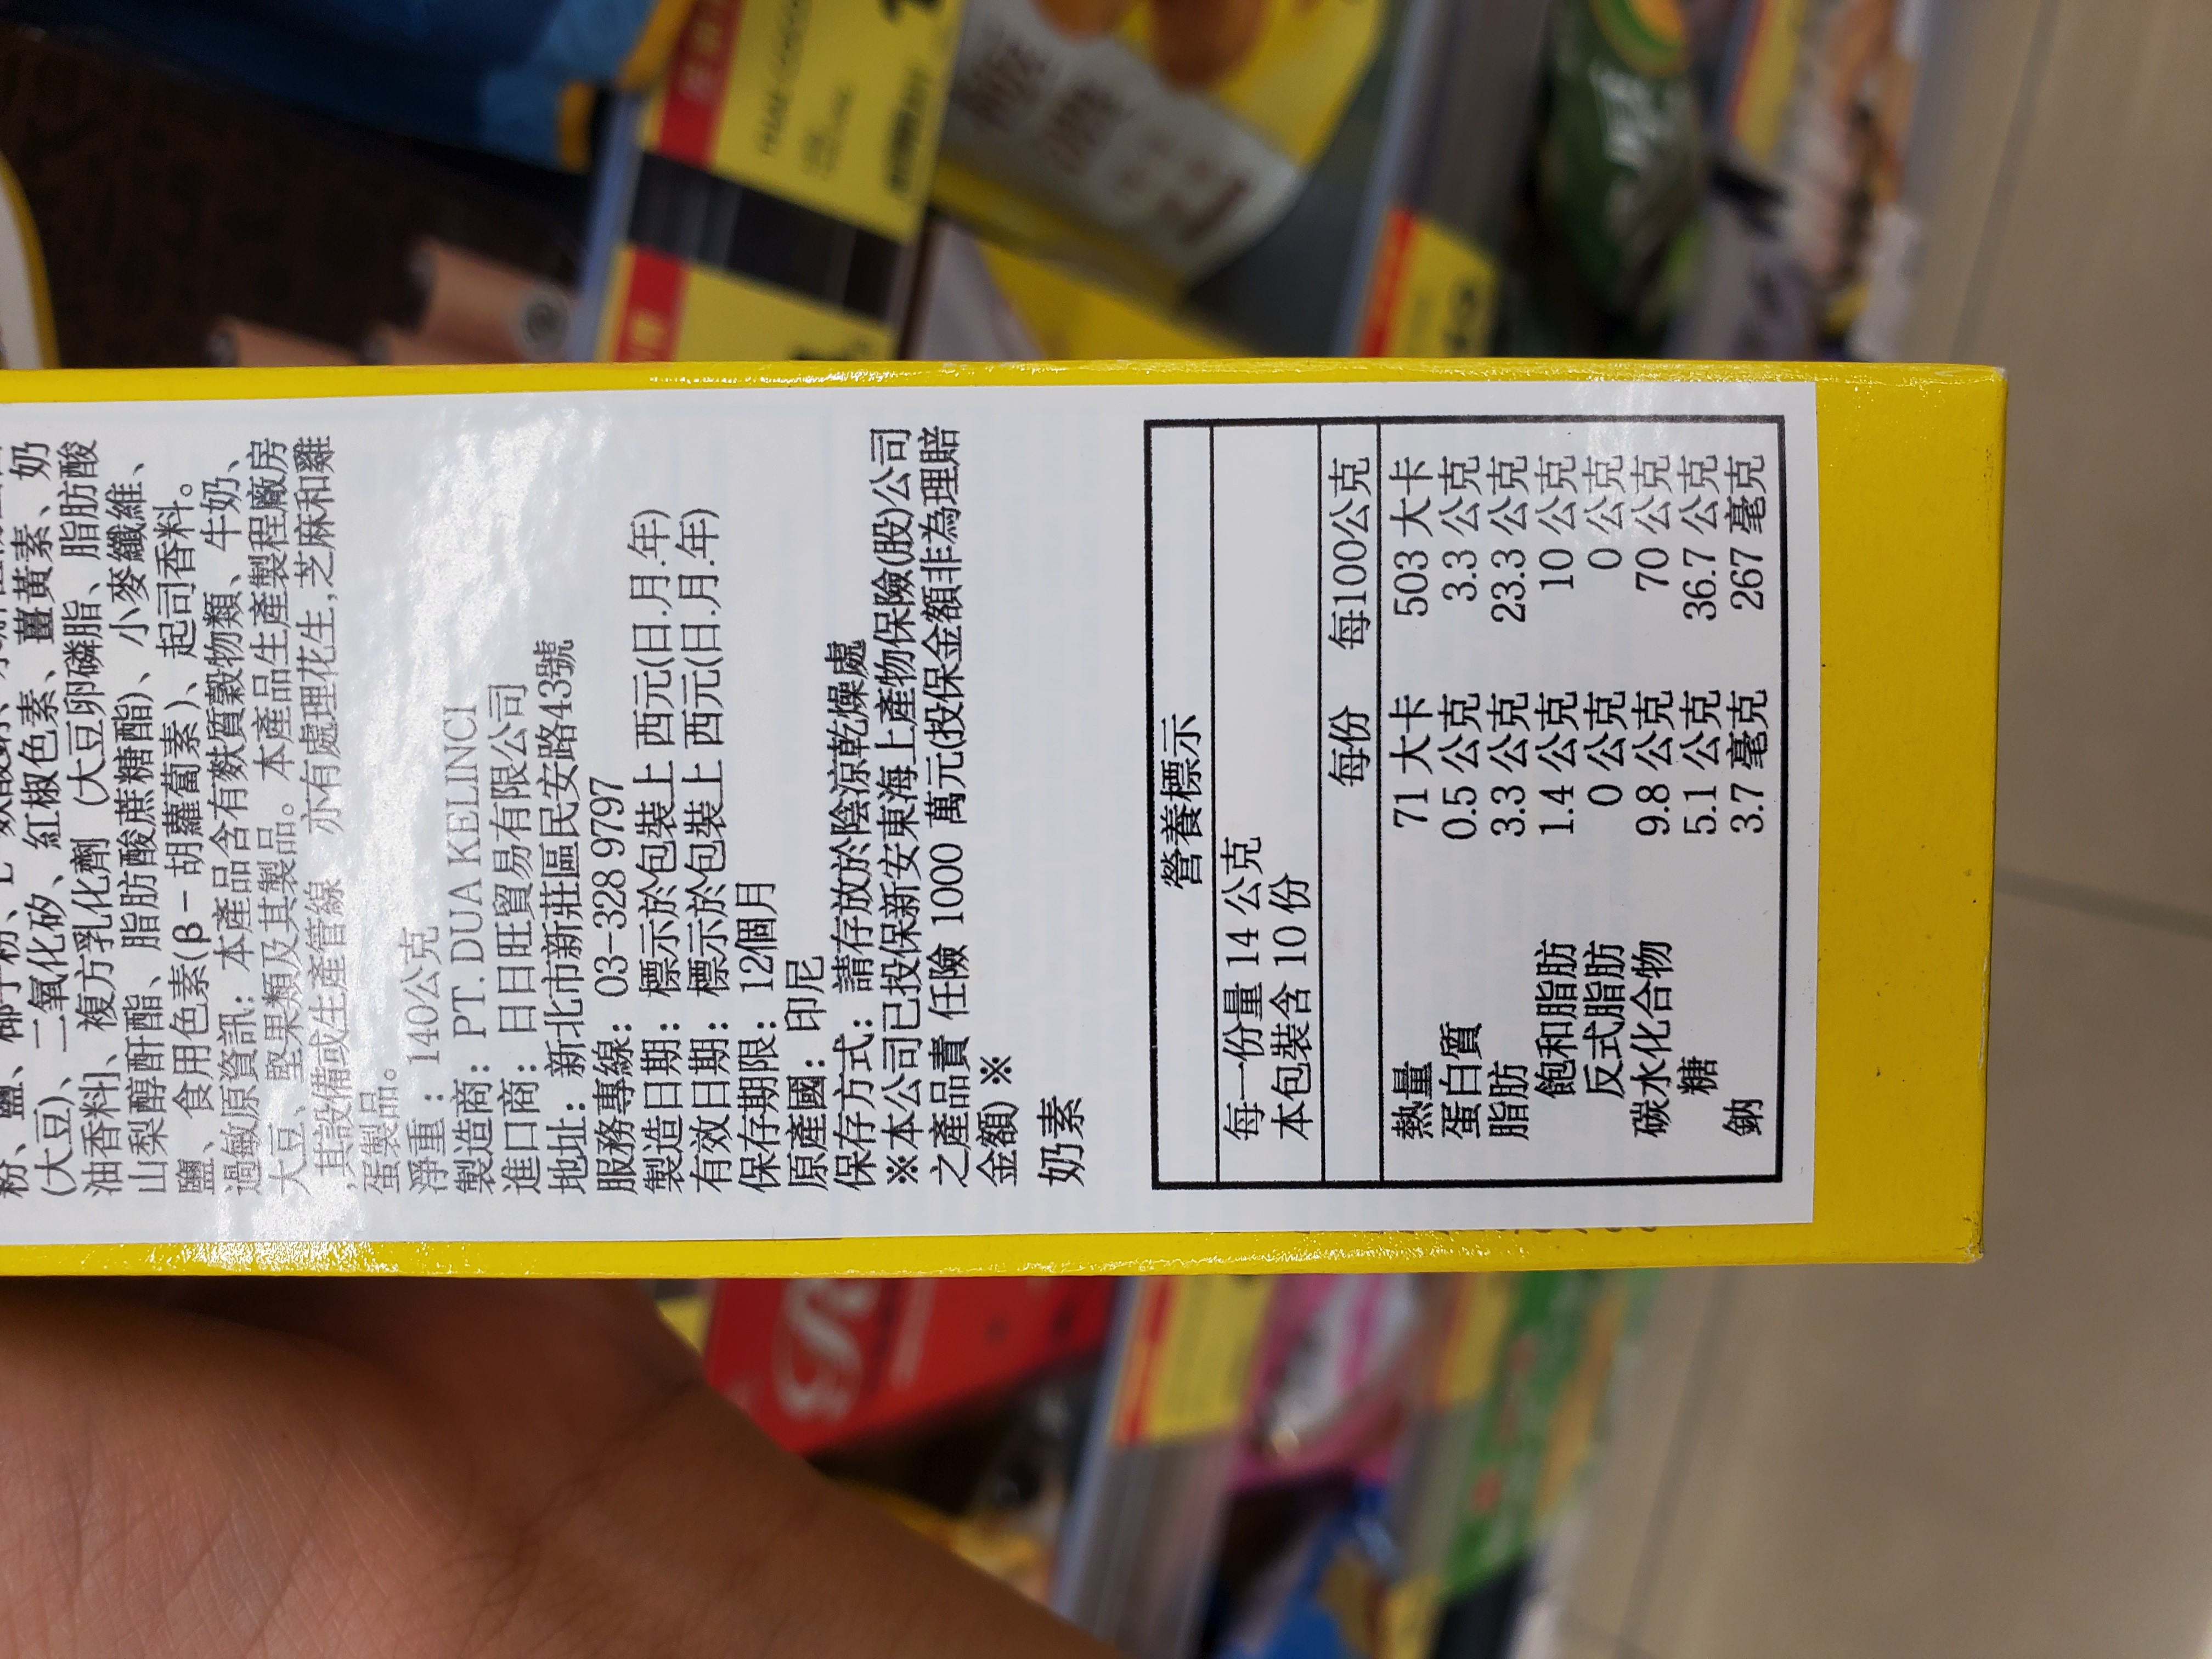 (大豆)、二氧化矽、紅椒色素、薑黃素、奶
油香料]、複方乳化劑 (大豆卵磷脂、脂肪酸
山梨醇酐酯、脂肪酸蔗糖酯)、小麥纖維、
鹽、食用色素(β－胡蘿蔔素)、起司香料。
過敏原資訊: 本產品含有麩質穀物類、牛奶、
大豆、堅果類及其製品。本產品生產製程廠房
,其設備或生產管線 亦有處理花生,芝麻和雞
蛋製品。
淨重: 140公克
製造商: PT. DUA KELINCI
進口商: 日日旺貿易有限公司
地址: 新北市新莊區民安路43號
服務專線: 03-328 9797
製造日期: 標示於包裝上 西元(日.月.年)
有效日期: 標示於包裝上 西元(日.月.年)
保存期限: 12個月
原產國: 印尼
保存方式: 請存放於陰涼乾燥處
※本公司已投保新安東海上產物保險(股)公司
之產品責 任險 1000 萬元(投保金額非為理賠
金額) ※
奶素
營養標示
每一份量 14 公克
本包裝含 10 份
每份 每100公克
熱量 71 大卡 503 大卡
蛋白質 0.5 公克 3.3 公克
脂肪 3.3 公克 23.3 公克
飽和脂肪 1.4 公克 10 公克
反式脂肪 0 公克 0 公克
碳水化合物 9.8 公克 70 公克
糖 5.1 公克 36.7 公克
鈉 3.7 毫克 267 毫克